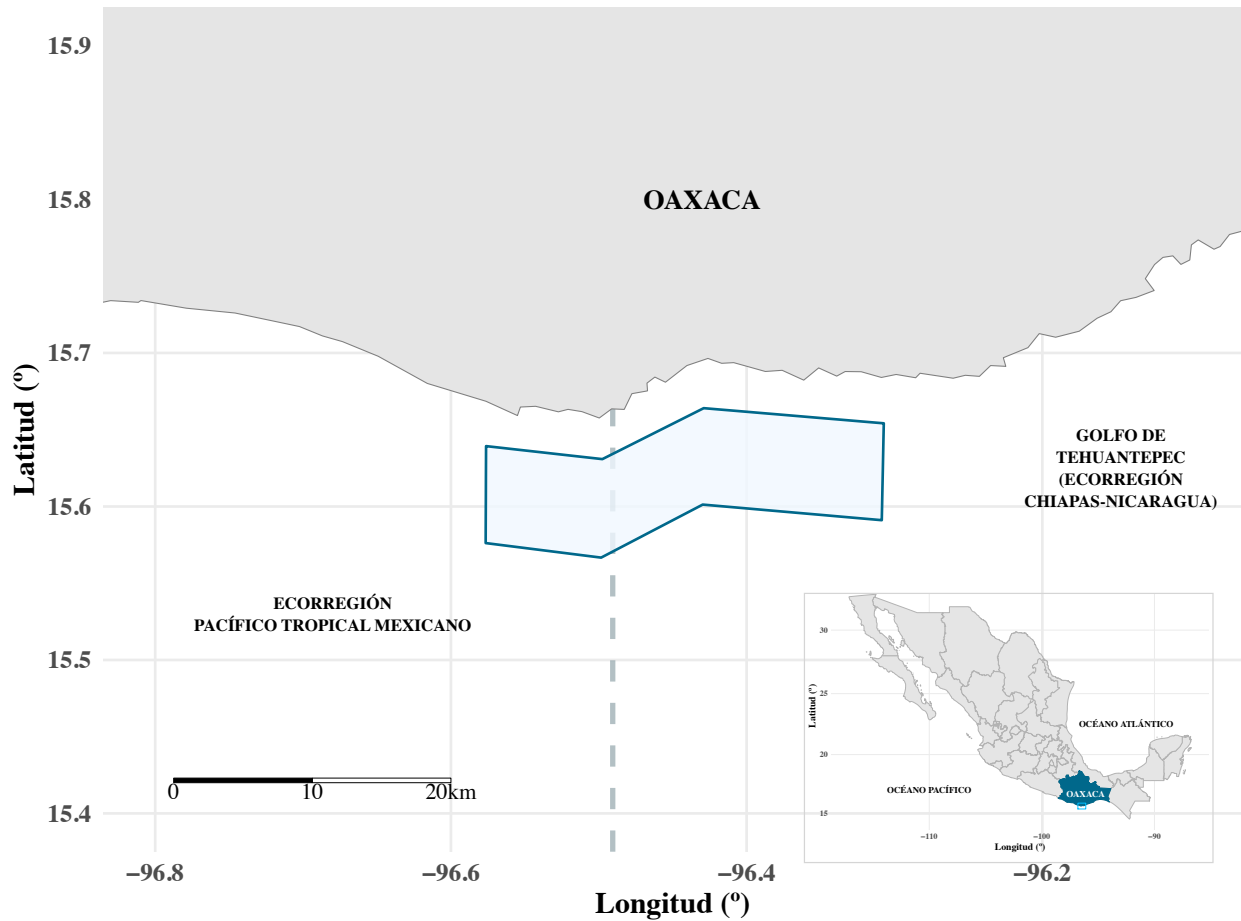 15.9
15.8
15.7
15.6
15.5
15.4
Latitud (º)
OAXACA
GOLFO DE
TEHUANTEPEC
(ECORREGIÓN
CHIAPAS-NICARAGUA)
ECORREGIÓN
PACÍFICO TROPICAL MEXICANO
0 10 20km
−96.8 −96.6 −96.4 −96.2
Longitud (º)
30
25
20
15
Latitud (º)
OCÉANO ATLÁNTICO
OCÉANO PACÍFICO
OAXACA
−110 −100 −90
Longitud (º)